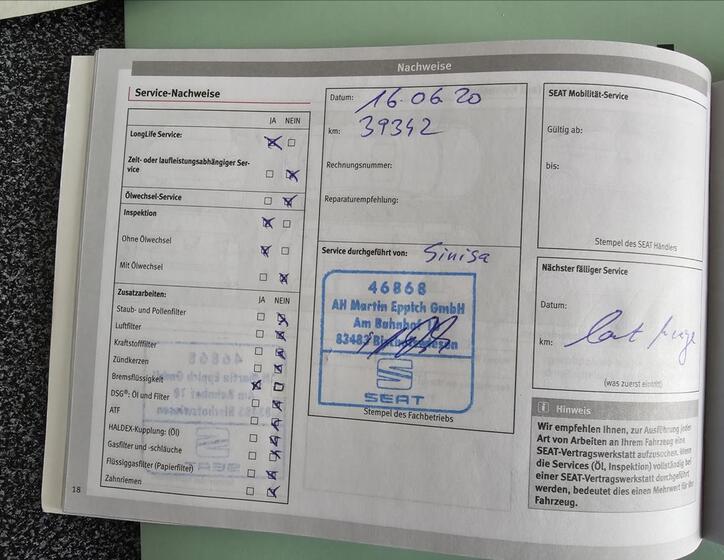 Nachweise
Service-Nachweise
JA NEIN
LongLife Service:
Zeit- oder laufleistungsabhängiger Ser-
vice
Ölwechsel-Service
Inspektion
Ohne Ölwechsel
Mit Ölwechsel
Zusatzarbeiten: JA NEIN
Staub- und Pollenfilter
Luftfilter
Kraftstofffilter
Zündkerzen
Bremsflüssigkeit
DSG®: Öl und Filter
ATF
HALDEX-Kupplung: (Öl)
Gasfilter und -schläuche
Flüssiggasfilter (Papierfilter)
Zahnriemen
18
Datum: 16.06.20
km: 39342
Rechnungsnummer:
Reparaturempfehlung:
Service durchgeführt von: Sinisa
46868
AH Martin Eppich GmbH
Am Bahnhof
83483
SEAT
Stempel des Fachbetriebs
SEAT Mobilität-Service
Gültig ab:
bis:
Stempel des SEAT Händlers
Nächster fälliger Service
Datum:
km:
(was zuerst eintritt)
Hinweis
Wir empfehlen Ihnen, zur Ausführung jeder
Art von Arbeiten an Ihrem Fahrzeug eine
SEAT-Vertragswerkstatt aufzusuchen. Wenn
die Services (Öl, Inspektion) vollständig bei
einer SEAT-Vertragswerkstatt durchgeführt
werden, bedeutet dies einen Mehrwert für Ihr
Fahrzeug.